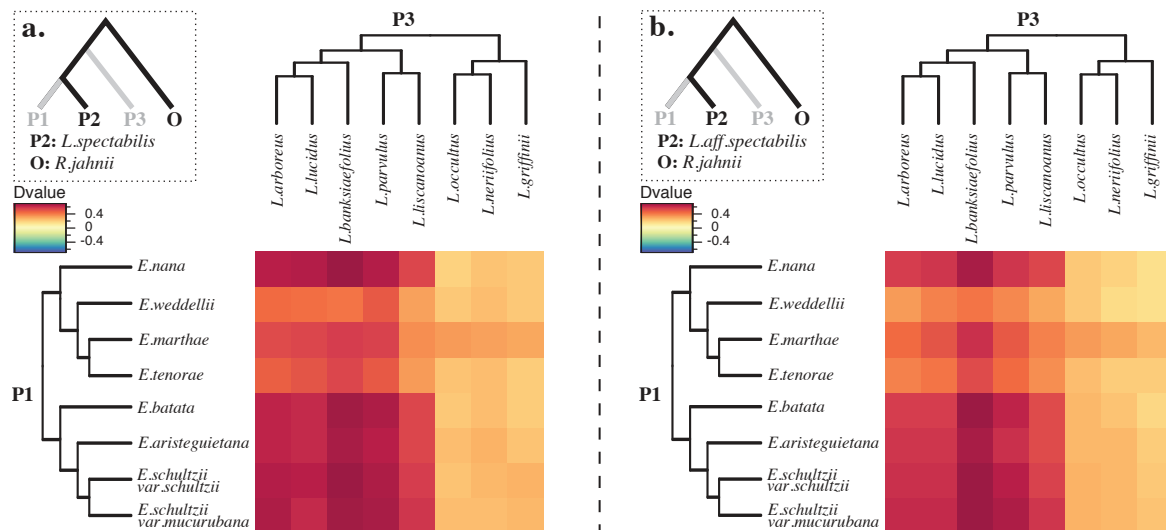 a.
P1 P2 P3 O
P2: L.spectabilis
O: R.jahnii
Dvalue
0.4
0
-0.4
P3
L.arboreus
L.lucidus
L.banksiaefolius
L.parvulus
L.liscanoanus
L.occultus
L.neriifolius
L.griffinii
P1
E.nana
E.weddellii
E.marthae
E.tenorae
E.batata
E.aristeguietana
E.schultzii
var.schultzii
E.schultzii
var.mucurubana
b.
P1 P2 P3 O
P2: L.aff.spectabilis
O: R.jahnii
Dvalue
0.4
0
-0.4
P3
L.arboreus
L.lucidus
L.banksiaefolius
L.parvulus
L.liscanoanus
L.occultus
L.neriifolius
L.griffinii
P1
E.nana
E.weddellii
E.marthae
E.tenorae
E.batata
E.aristeguietana
E.schultzii
var.schultzii
E.schultzii
var.mucurubana